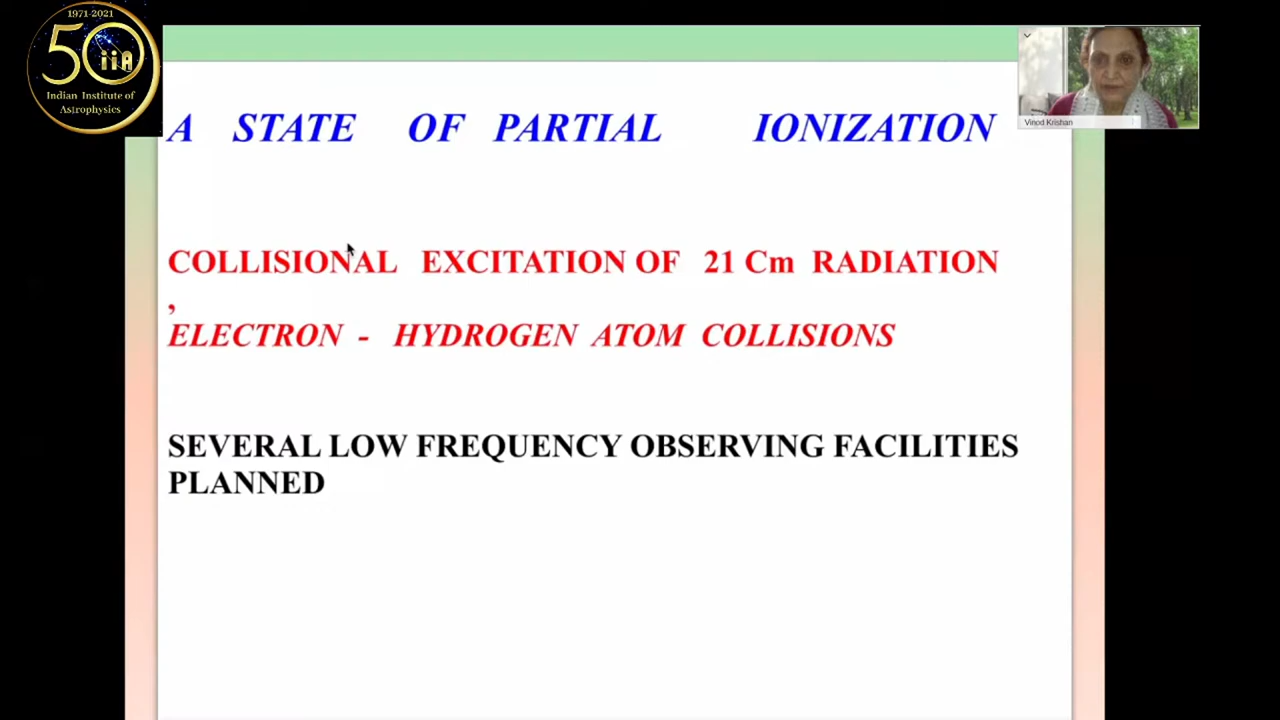 1971-2021
50
iiA
Indian Institute of
Astrophysics
A STATE OF PARTIAL IONIZATION
COLLISIONAL EXCITATION OF 21 Cm RADIATION
,
ELECTRON - HYDROGEN ATOM COLLISIONS
SEVERAL LOW FREQUENCY OBSERVING FACILITIES
PLANNED
Vinod Krishan